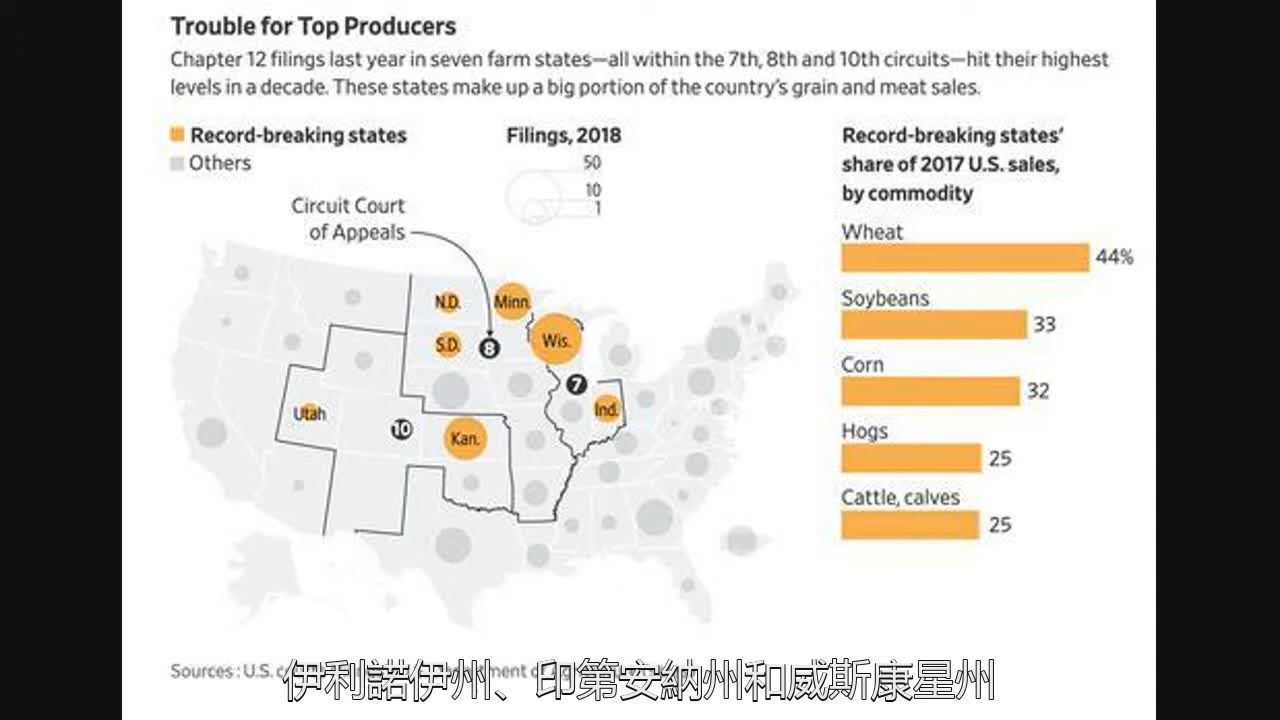 Trouble for Top Producers
Chapter 12 filings last year in seven farm states—all within the 7th, 8th and 10th circuits—hit their highest
levels in a decade. These states make up a big portion of the country's grain and meat sales.
Record-breaking states
Others
Filings, 2018
50
10
1
Circuit Court
of Appeals
N.D.
Minn.
S.D.
8
Wis.
7
Utah
10
Kan.
Ind.
Record-breaking states'
share of 2017 U.S. sales,
by commodity
Wheat
44%
Soybeans
33
Corn
32
Hogs
25
Cattle, calves
25
Sources: U.S.
伊利諾伊州、印第安納州和威斯康星州